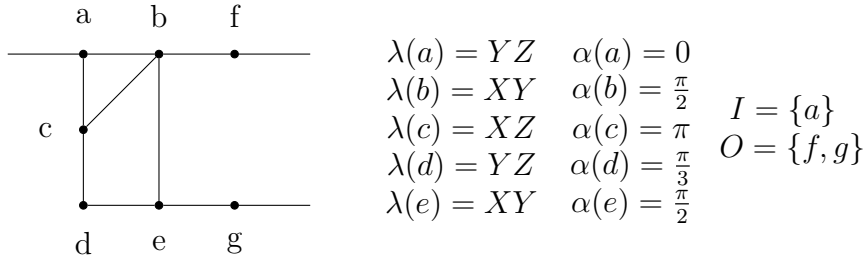 a b f
c
d e g
λ(a) = YZ α(a) = 0
λ(b) = XY α(b) = π/2
λ(c) = XZ α(c) = π
λ(d) = YZ α(d) = π/3
λ(e) = XY α(e) = π/2
I = {a}
O = {f, g}